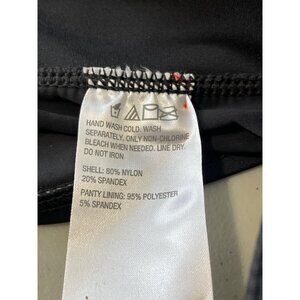 HAND WASH COLD. WASH
SEPARATELY. ONLY NON-CHLORINE
BLEACH WHEN NEEDED. LINE DRY.
DO NOT IRON
SHELL: 80% NYLON
20% SPANDEX
PANTY LINING: 95% POLYESTER
5% SPANDEX